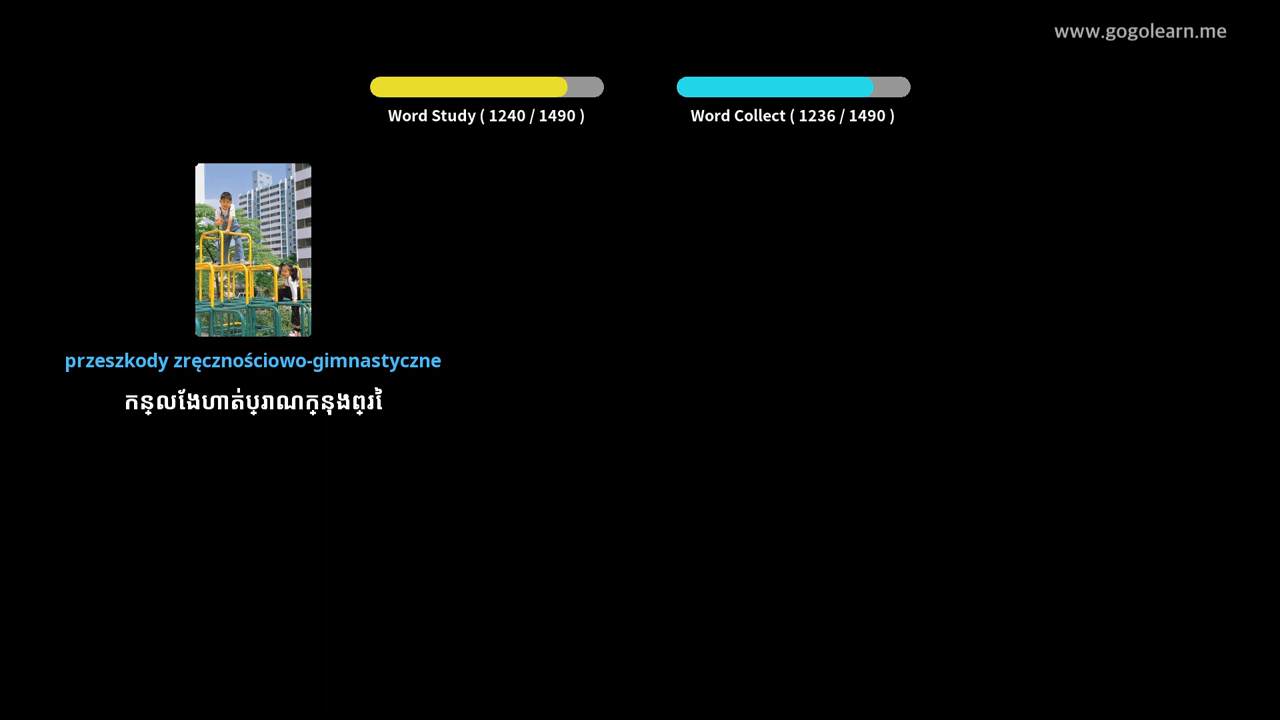 www.gogolearn.me
Word Study ( 1240 / 1490 )
Word Collect ( 1236 / 1490 )
przeszkody zręcznościowo-gimnastyczne
កន្លែងហាត់ប្រាណក្នុងព្រៃ